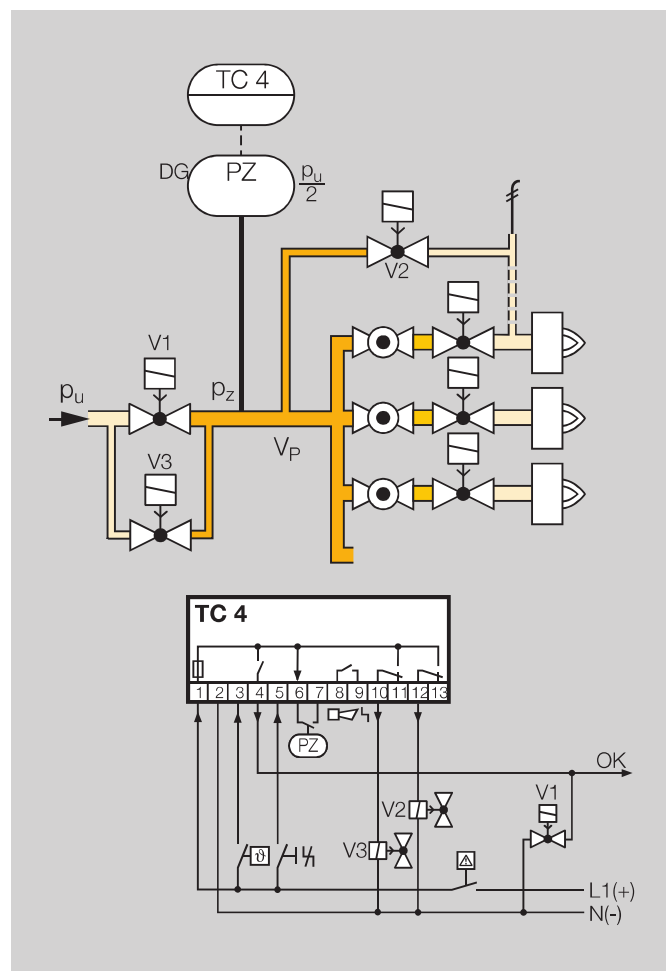 TC 4
DG PZ pu/2
V2
V1
pu pz
VP
V3
TC 4
1 2 3 4 5 6 7 8 9 10 11 12 13
PZ
OK
V1
V2
V3
ϑ
L1(+)
N(-)